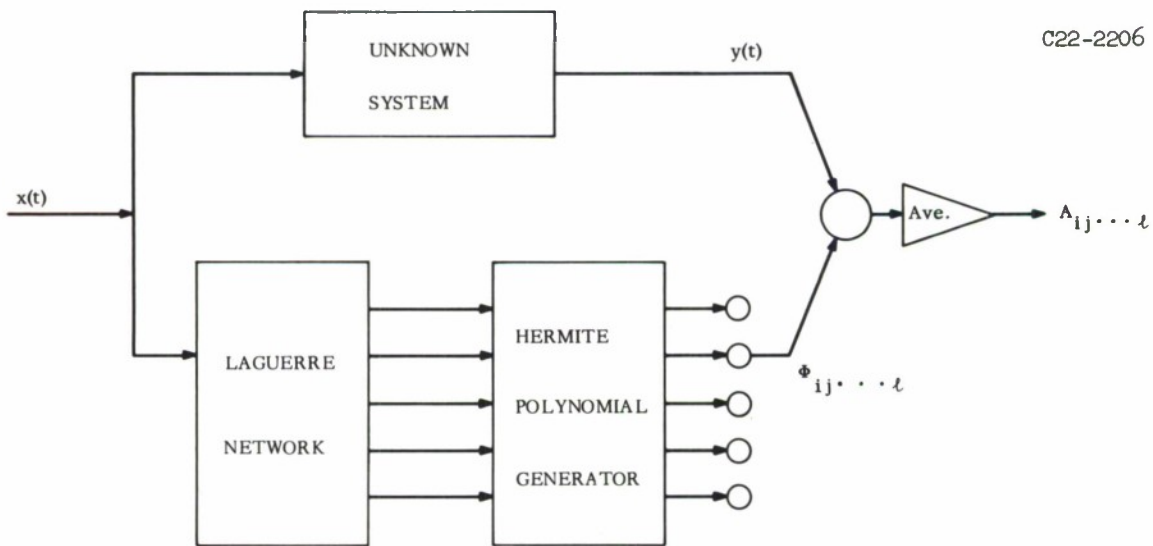 C22-2206
UNKNOWN
SYSTEM
y(t)
x(t)
Ave.
A ij···ℓ
LAGUERRE
NETWORK
HERMITE
POLYNOMIAL
GENERATOR
Φ ij···ℓ